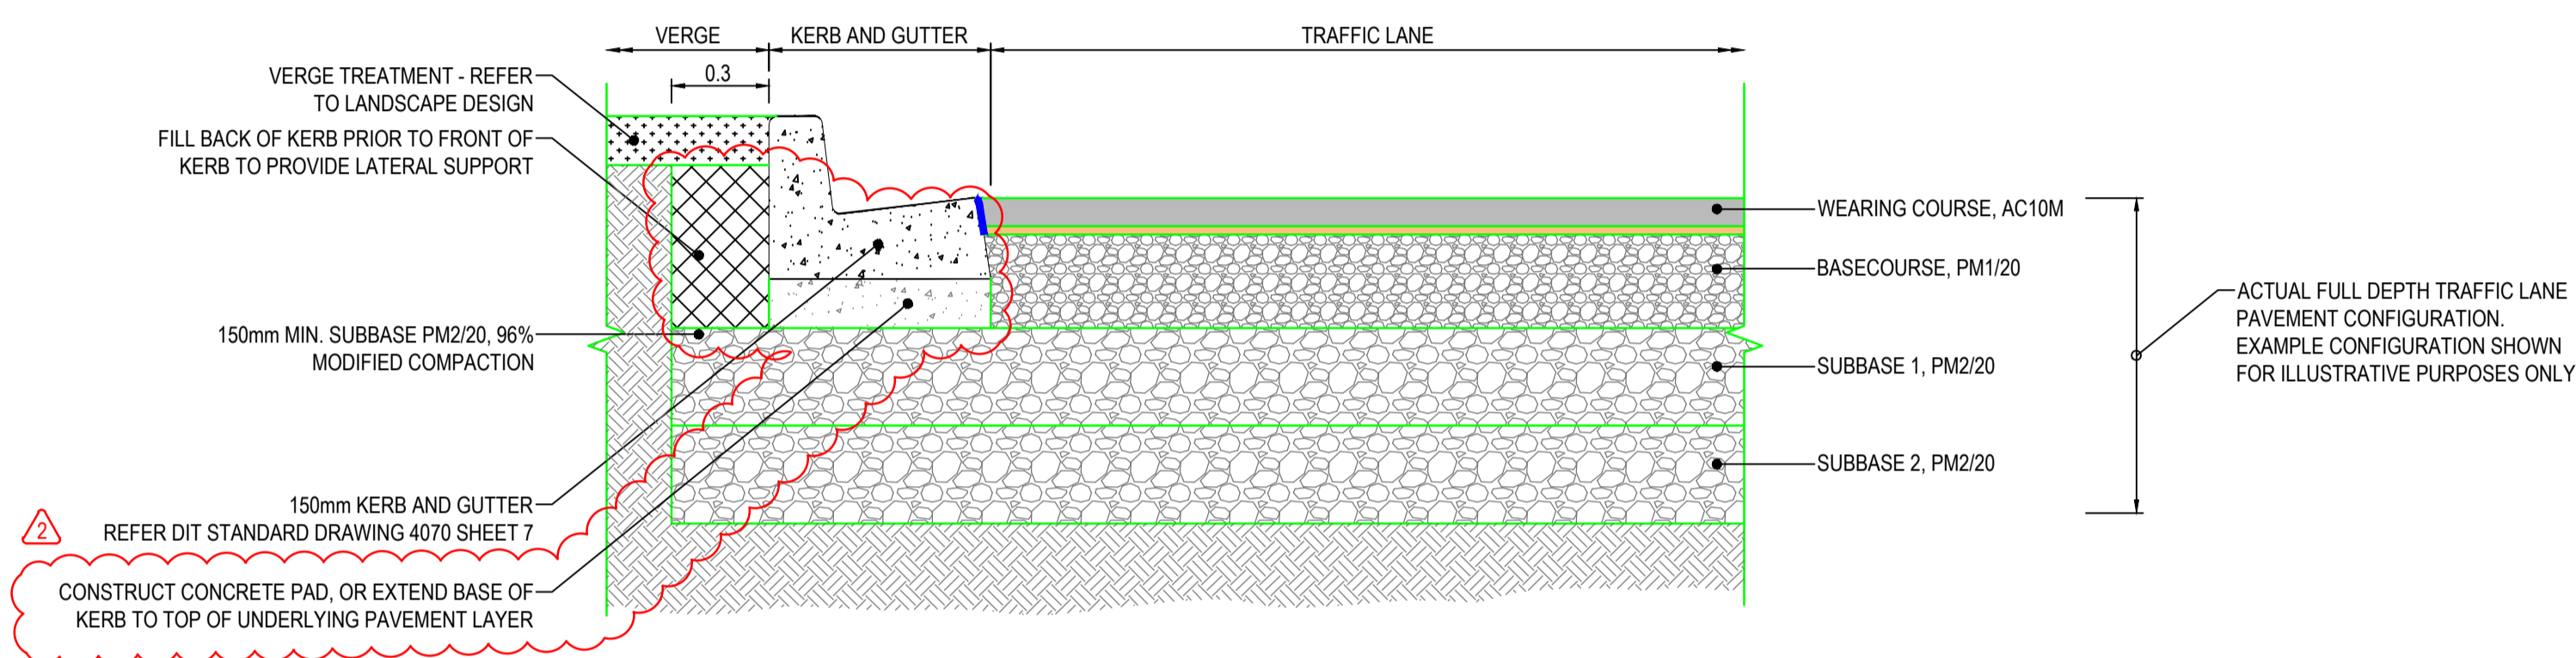 VERGE
KERB AND GUTTER
TRAFFIC LANE
0.3
VERGE TREATMENT - REFER
TO LANDSCAPE DESIGN
FILL BACK OF KERB PRIOR TO FRONT OF
KERB TO PROVIDE LATERAL SUPPORT
150mm MIN. SUBBASE PM2/20, 96%
MODIFIED COMPACTION
150mm KERB AND GUTTER
REFER DIT STANDARD DRAWING 4070 SHEET 7
2
CONSTRUCT CONCRETE PAD, OR EXTEND BASE OF
KERB TO TOP OF UNDERLYING PAVEMENT LAYER
WEARING COURSE, AC10M
BASECOURSE, PM1/20
SUBBASE 1, PM2/20
SUBBASE 2, PM2/20
ACTUAL FULL DEPTH TRAFFIC LANE
PAVEMENT CONFIGURATION.
EXAMPLE CONFIGURATION SHOWN
FOR ILLUSTRATIVE PURPOSES ONLY